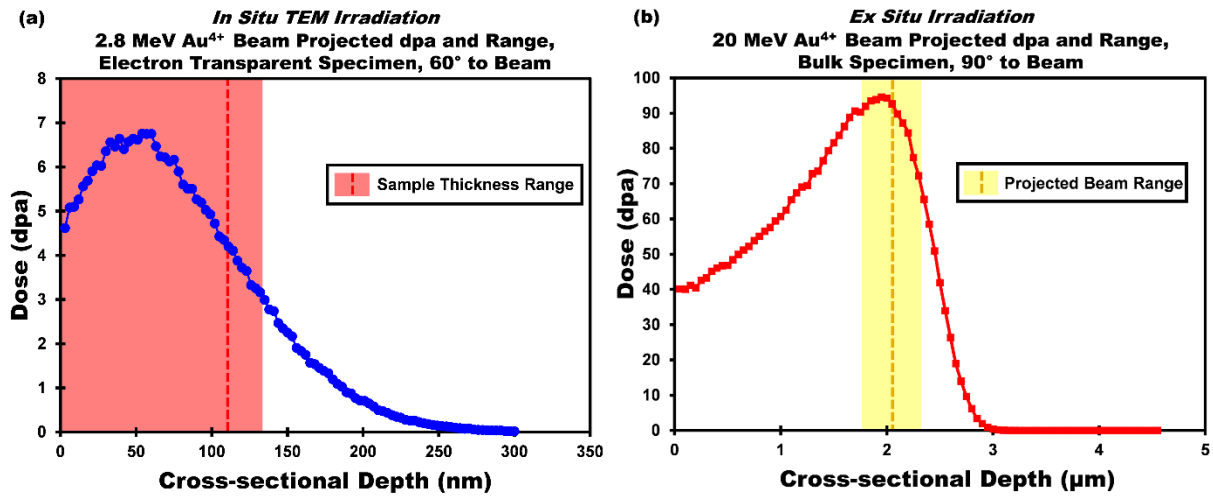 (a)
In Situ TEM Irradiation
2.8 MeV Au⁴⁺ Beam Projected dpa and Range,
Electron Transparent Specimen, 60° to Beam
8
7
6
5
4
3
2
1
0
Dose (dpa)
Sample Thickness Range
0 50 100 150 200 250 300 350
Cross-sectional Depth (nm)
(b)
Ex Situ Irradiation
20 MeV Au⁴⁺ Beam Projected dpa and Range,
Bulk Specimen, 90° to Beam
100
90
80
70
60
50
40
30
20
10
0
Dose (dpa)
Projected Beam Range
0 1 2 3 4 5
Cross-sectional Depth (µm)